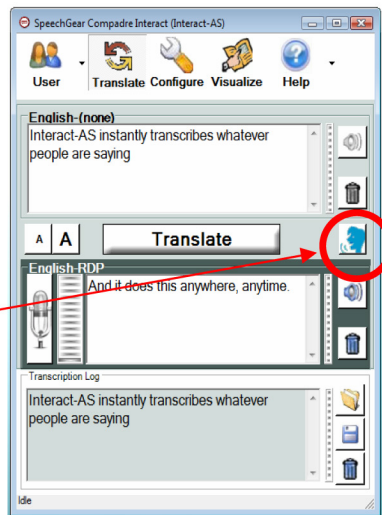 SpeechGear Compadre Interact (Interact-AS)
User Translate Configure Visualize Help
English-(none)
Interact-AS instantly transcribes whatever
people are saying
A A Translate
English-RDP
And it does this anywhere, anytime.
Transcription Log
Interact-AS instantly transcribes whatever
people are saying
Idle